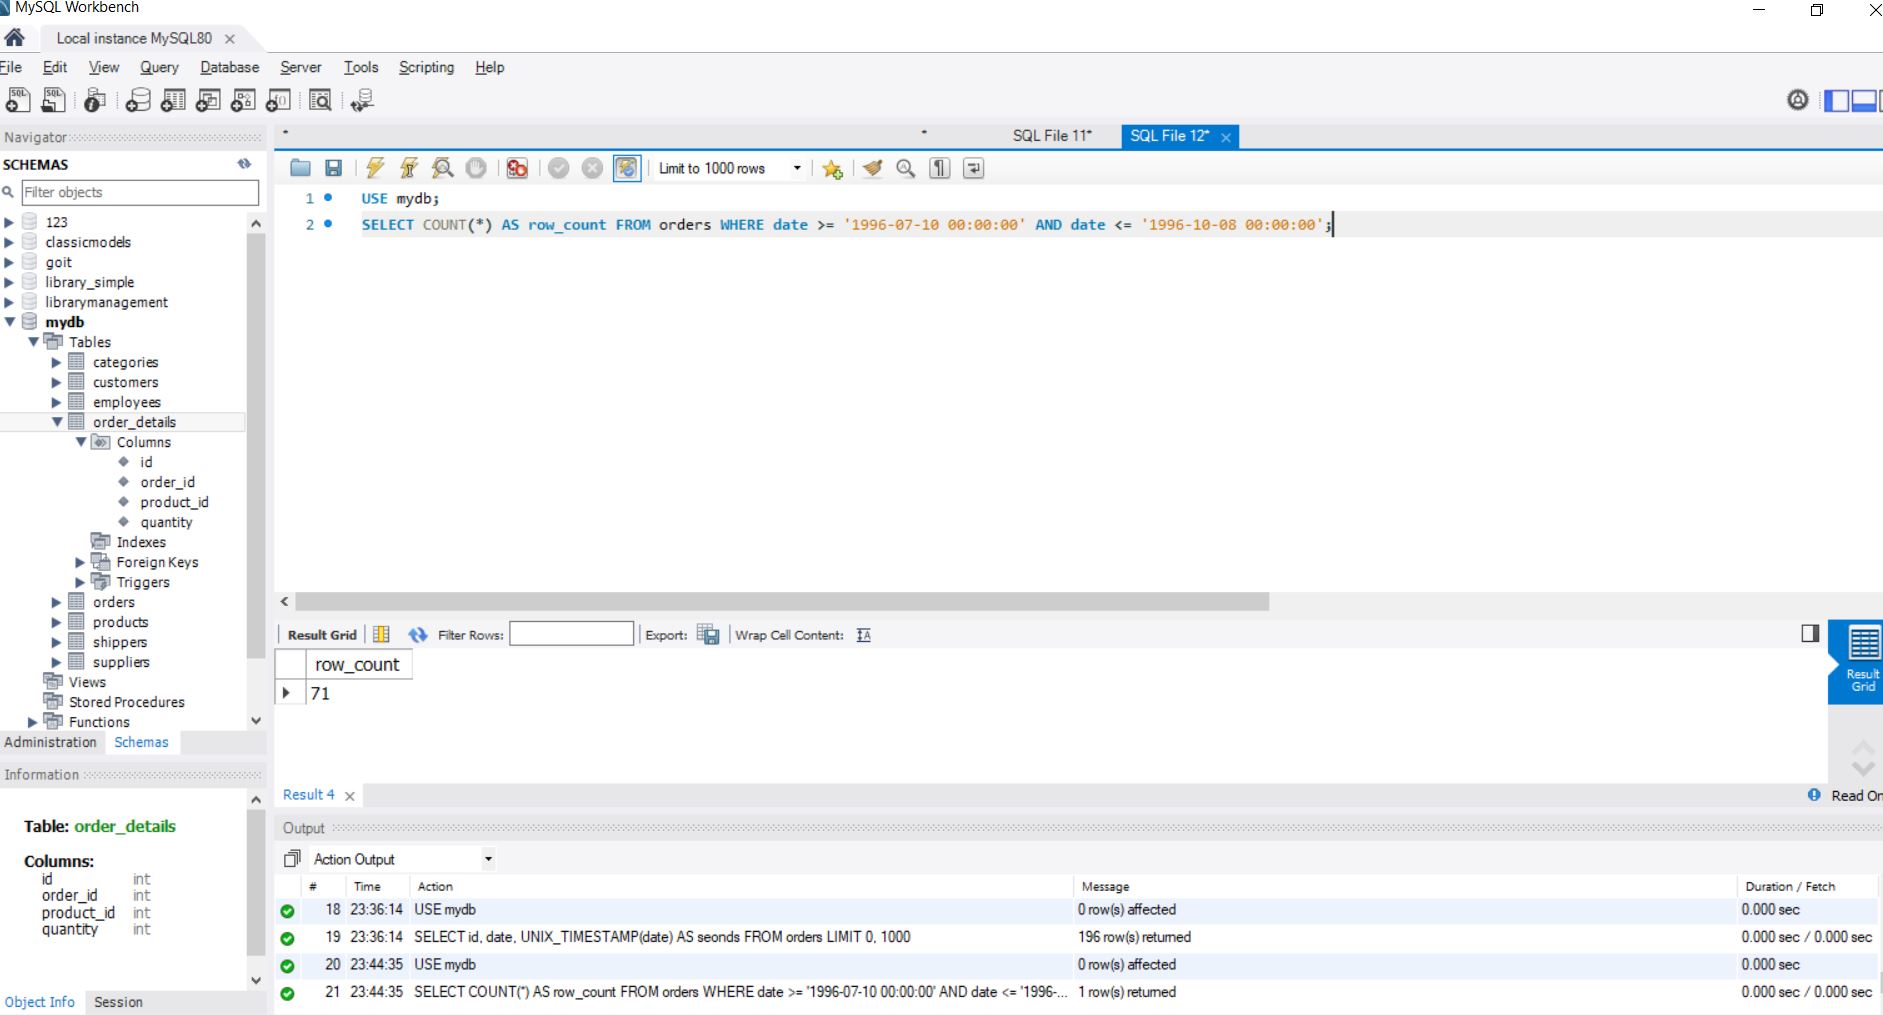 MySQL Workbench
Local instance MySQL80
File Edit View Query Database Server Tools Scripting Help
Navigator
SCHEMAS
Filter objects
123
classicmodels
goit
library_simple
librarymanagement
mydb
Tables
categories
customers
employees
order_details
Columns
id
order_id
product_id
quantity
Indexes
Foreign Keys
Triggers
orders
products
shippers
suppliers
Views
Stored Procedures
Functions
Administration Schemas
Information
Table: order_details
Columns:
id int
order_id int
product_id int
quantity int
Object Info Session
* * SQL File 11* SQL File 12*
Limit to 1000 rows
1 USE mydb;
2 SELECT COUNT(*) AS row_count FROM orders WHERE date >= '1996-07-10 00:00:00' AND date <= '1996-10-08 00:00:00';
Result Grid Filter Rows: Export: Wrap Cell Content:
row_count
71
Result
Grid
Result 4
Read On
Output
Action Output
# Time Action Message Duration / Fetch
18 23:36:14 USE mydb 0 row(s) affected 0.000 sec
19 23:36:14 SELECT id, date, UNIX_TIMESTAMP(date) AS seonds FROM orders LIMIT 0, 1000 196 row(s) returned 0.000 sec / 0.000 sec
20 23:44:35 USE mydb 0 row(s) affected 0.000 sec
21 23:44:35 SELECT COUNT(*) AS row_count FROM orders WHERE date >= '1996-07-10 00:00:00' AND date <= '1996-... 1 row(s) returned 0.000 sec / 0.000 sec